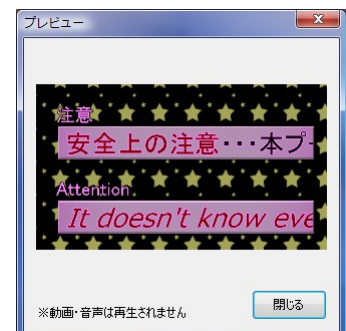 プレビュー
注意
安全上の注意･･･本プ
Attention
It doesn't know eve
※動画･音声は再生されません
閉じる